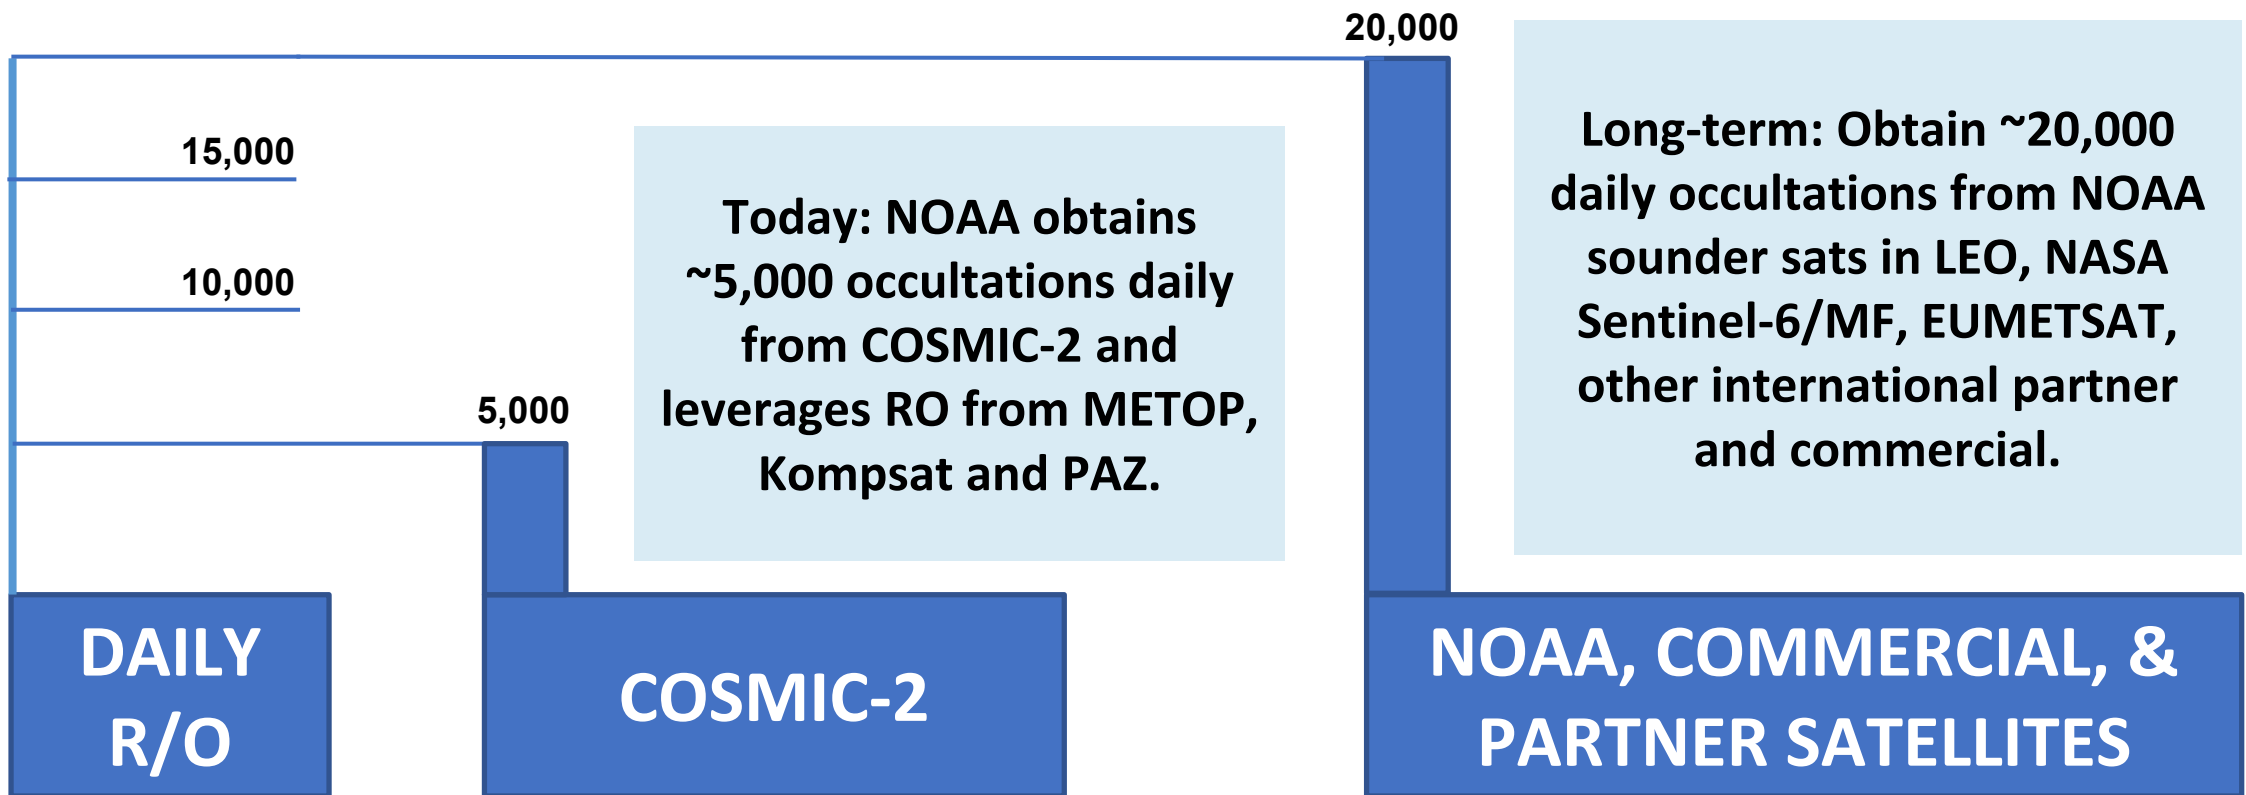 20,000
15,000
10,000
5,000
Today: NOAA obtains
~5,000 occultations daily
from COSMIC-2 and
leverages RO from METOP,
Kompsat and PAZ.
Long-term: Obtain ~20,000
daily occultations from NOAA
sounder sats in LEO, NASA
Sentinel-6/MF, EUMETSAT,
other international partner
and commercial.
DAILY
R/O
COSMIC-2
NOAA, COMMERCIAL, &
PARTNER SATELLITES